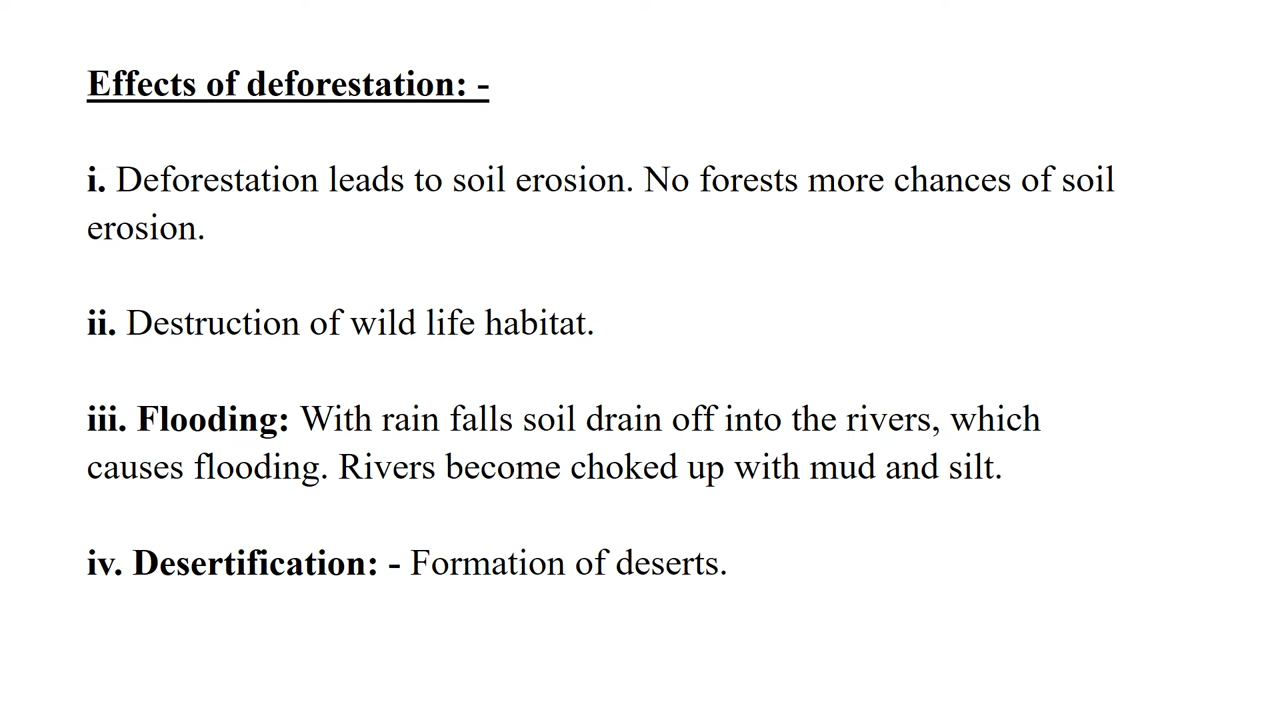 Effects of deforestation: -
i. Deforestation leads to soil erosion. No forests more chances of soil
erosion.
ii. Destruction of wild life habitat.
iii. Flooding: With rain falls soil drain off into the rivers, which
causes flooding. Rivers become choked up with mud and silt.
iv. Desertification: - Formation of deserts.